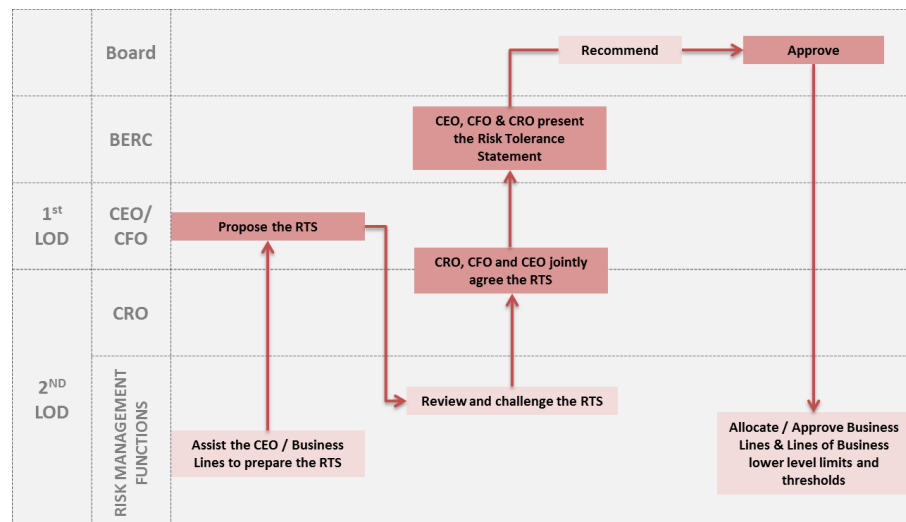 Board
Recommend
Approve
BERC
CEO, CFO & CRO present
the Risk Tolerance
Statement
1st
LOD
CEO/
CFO
Propose the RTS
CRO, CFO and CEO jointly
agree the RTS
CRO
2ND
LOD
RISK MANAGEMENT
FUNCTIONS
Review and challenge the RTS
Assist the CEO / Business
Lines to prepare the RTS
Allocate / Approve Business
Lines & Lines of Business
lower level limits and
thresholds